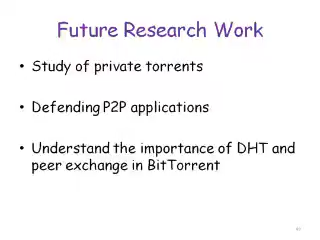 Future Research Work
• Study of private torrents
• Defending P2P applications
• Understand the importance of DHT and
peer exchange in BitTorrent